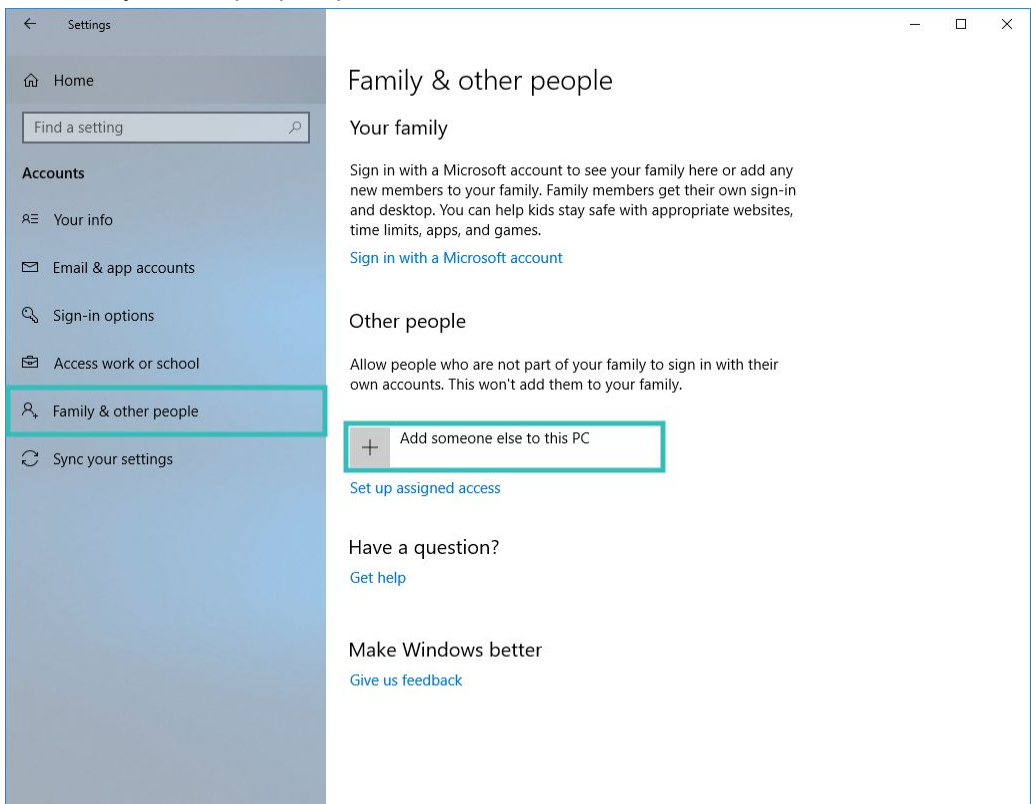 Settings
Home
Find a setting
Accounts
Your info
Email & app accounts
Sign-in options
Access work or school
Family & other people
Sync your settings
Family & other people
Your family
Sign in with a Microsoft account to see your family here or add any
new members to your family. Family members get their own sign-in
and desktop. You can help kids stay safe with appropriate websites,
time limits, apps, and games.
Sign in with a Microsoft account
Other people
Allow people who are not part of your family to sign in with their
own accounts. This won't add them to your family.
Add someone else to this PC
Set up assigned access
Have a question?
Get help
Make Windows better
Give us feedback